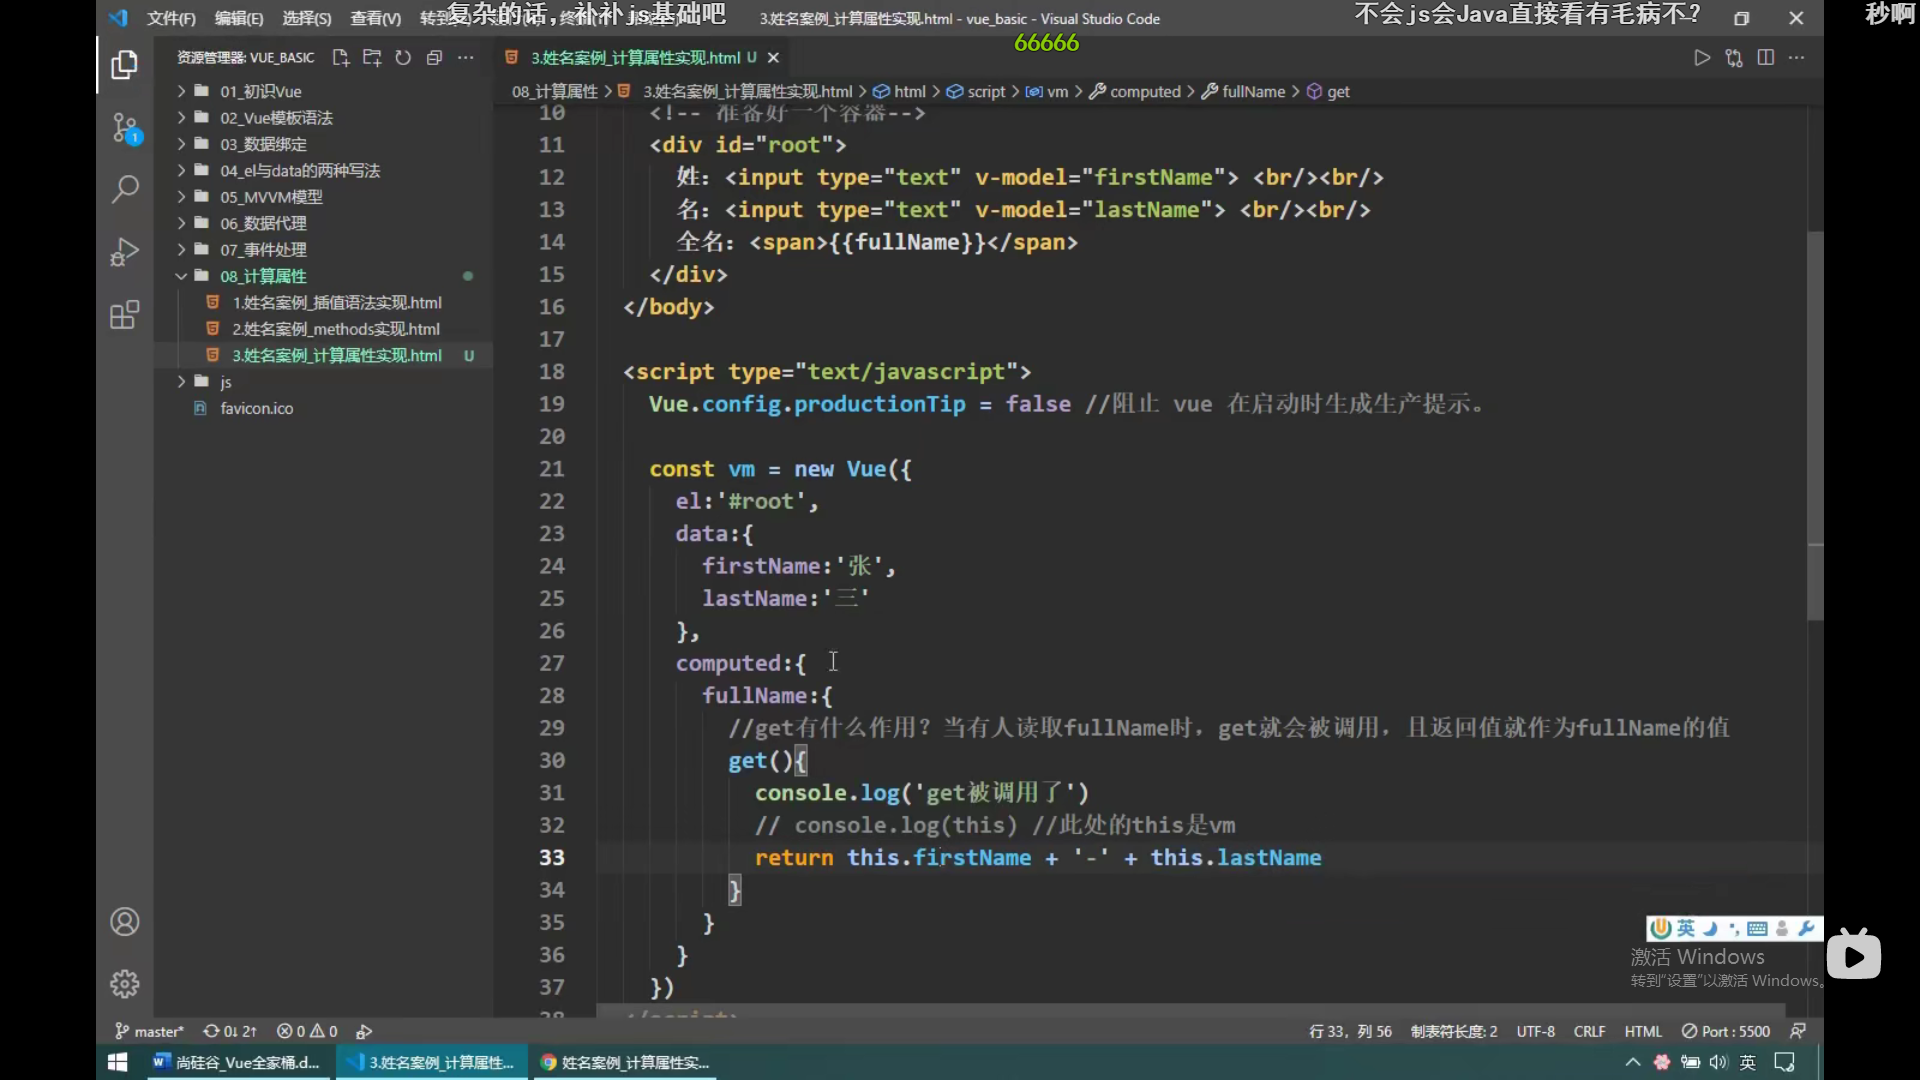 文件(F) 编辑(E) 选择(S) 查看(V) 转到
复杂的话，补补js基础吧
3.姓名案例_计算属性实现.html - vue_basic - Visual Studio Code
不会js会Java直接看有毛病不？
秒啊
66666
资源管理器: VUE_BASIC
3.姓名案例_计算属性实现.html U
08_计算属性 > 3.姓名案例_计算属性实现.html > html > script > vm > computed > fullName > get
01_初识Vue
02_Vue模板语法
03_数据绑定
04_el与data的两种写法
05_MVVM模型
06_数据代理
07_事件处理
08_计算属性
1.姓名案例_插值语法实现.html
2.姓名案例_methods实现.html
3.姓名案例_计算属性实现.html U
js
favicon.ico
1
10 <!-- 准备好一个容器-->
11 <div id="root">
12 姓：<input type="text" v-model="firstName"> <br/><br/>
13 名：<input type="text" v-model="lastName"> <br/><br/>
14 全名：<span>{{fullName}}</span>
15 </div>
16 </body>
17
18 <script type="text/javascript">
19 Vue.config.productionTip = false //阻止 vue 在启动时生成生产提示。
20
21 const vm = new Vue({
22 el:'#root',
23 data:{
24 firstName:'张',
25 lastName:'三'
26 },
27 computed:{
28 fullName:{
29 //get有什么作用？当有人读取fullName时，get就会被调用，且返回值就作为fullName的值
30 get(){
31 console.log('get被调用了')
32 // console.log(this) //此处的this是vm
33 return this.firstName + '-' + this.lastName
34 }
35 }
36 }
37 })
38 </script>
英
激活 Windows
转到"设置"以激活 Windows。
master* 0↓ 2↑ 0 0
行 33，列 56 制表符长度: 2 UTF-8 CRLF HTML Port : 5500
尚硅谷_Vue全家桶.d...
3.姓名案例_计算属性...
姓名案例_计算属性实...
英